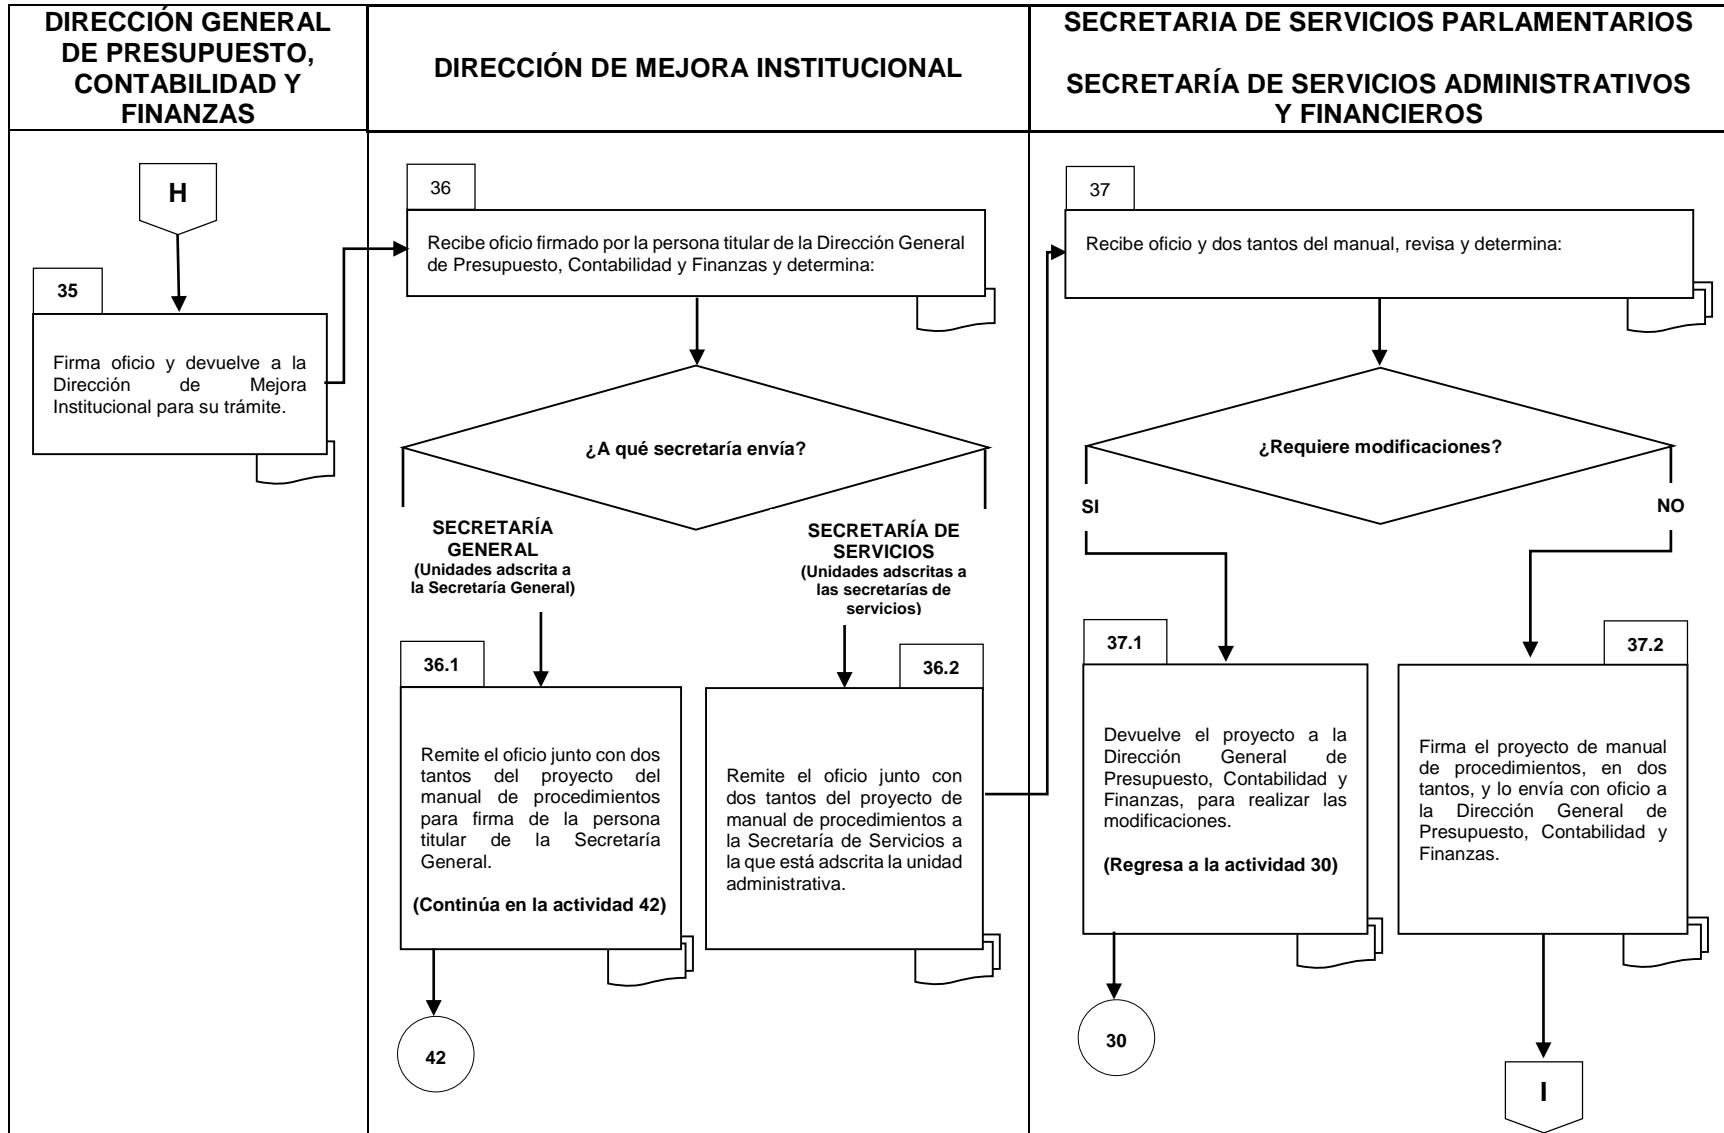 DIRECCIÓN GENERAL
DE PRESUPUESTO,
CONTABILIDAD Y
FINANZAS
DIRECCIÓN DE MEJORA INSTITUCIONAL
SECRETARIA DE SERVICIOS PARLAMENTARIOS
SECRETARÍA DE SERVICIOS ADMINISTRATIVOS
Y FINANCIEROS
H
35
Firma oficio y devuelve a la
Dirección de Mejora
Institucional para su trámite.
36
Recibe oficio firmado por la persona titular de la Dirección General
de Presupuesto, Contabilidad y Finanzas y determina:
¿A qué secretaría envía?
SECRETARÍA
GENERAL
(Unidades adscrita a
la Secretaría General)
SECRETARÍA DE
SERVICIOS
(Unidades adscritas a
las secretarías de
servicios)
36.1
Remite el oficio junto con dos
tantos del proyecto del
manual de procedimientos
para firma de la persona
titular de la Secretaría
General.
(Continúa en la actividad 42)
42
36.2
Remite el oficio junto con
dos tantos del proyecto de
manual de procedimientos a
la Secretaría de Servicios a
la que está adscrita la unidad
administrativa.
37
Recibe oficio y dos tantos del manual, revisa y determina:
¿Requiere modificaciones?
SI
NO
37.1
Devuelve el proyecto a la
Dirección General de
Presupuesto, Contabilidad y
Finanzas, para realizar las
modificaciones.
(Regresa a la actividad 30)
30
37.2
Firma el proyecto de manual
de procedimientos, en dos
tantos, y lo envía con oficio a
la Dirección General de
Presupuesto, Contabilidad y
Finanzas.
I